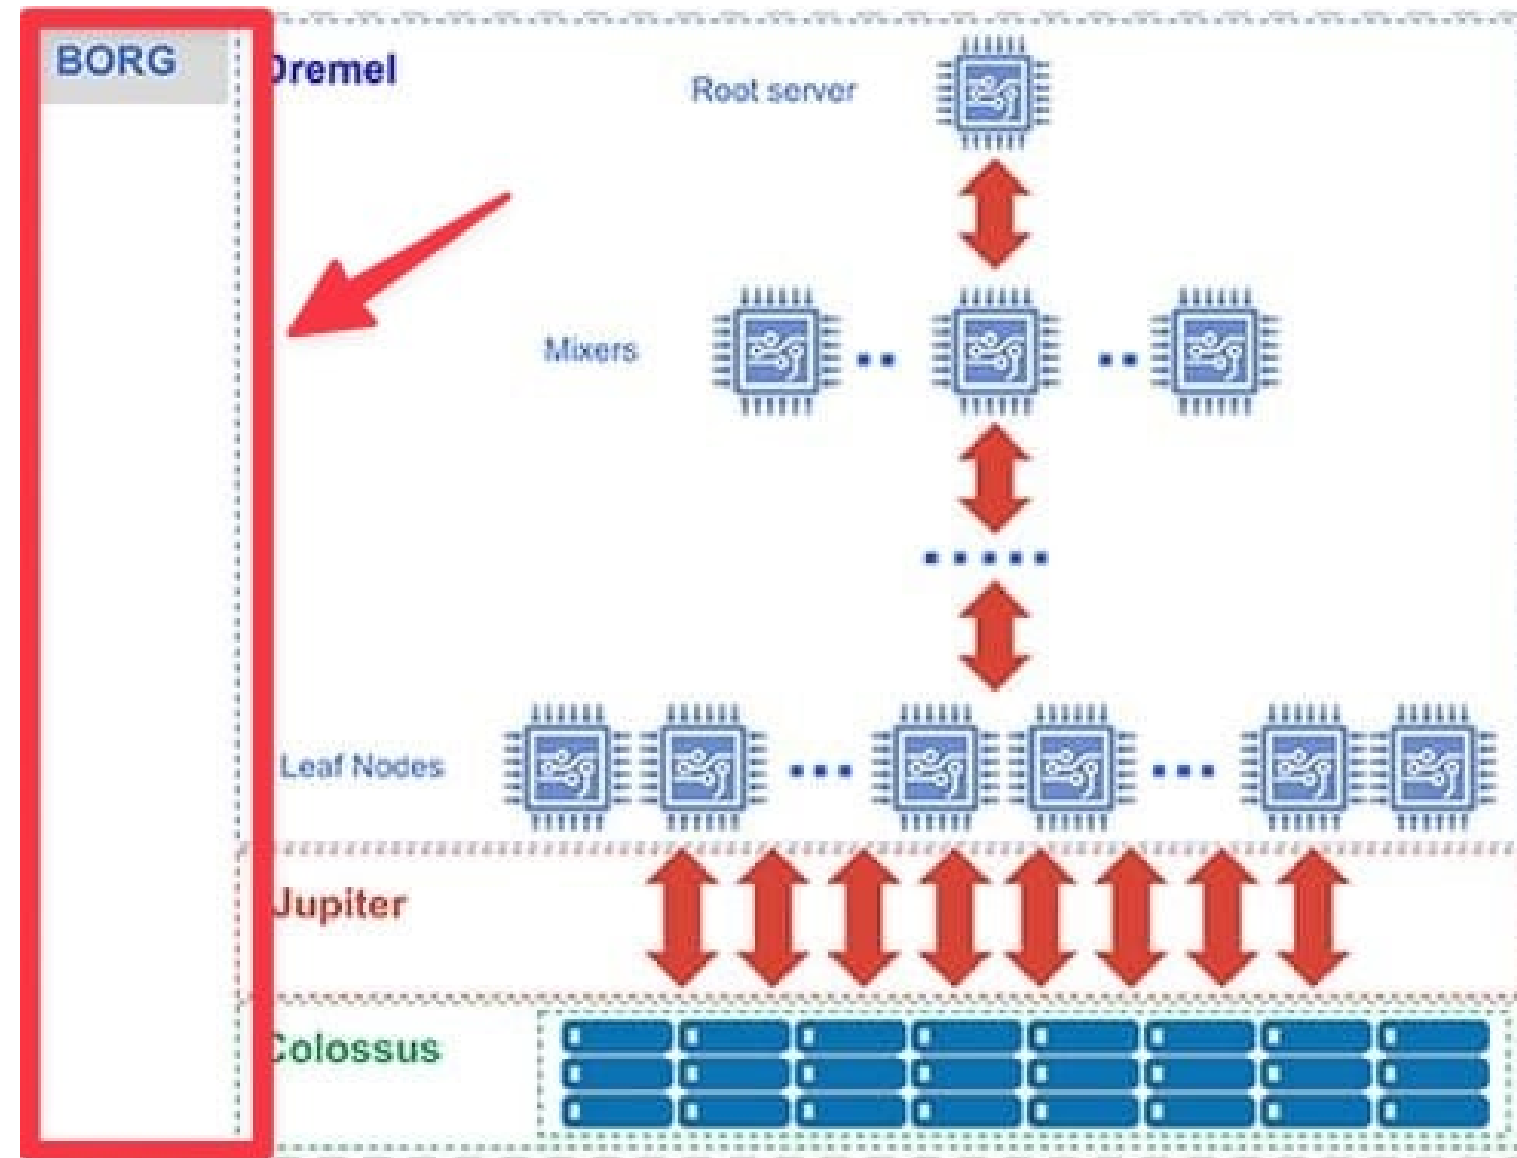 BORG
Dremel
Root server
Mixers
Leaf Nodes
Jupiter
Colossus